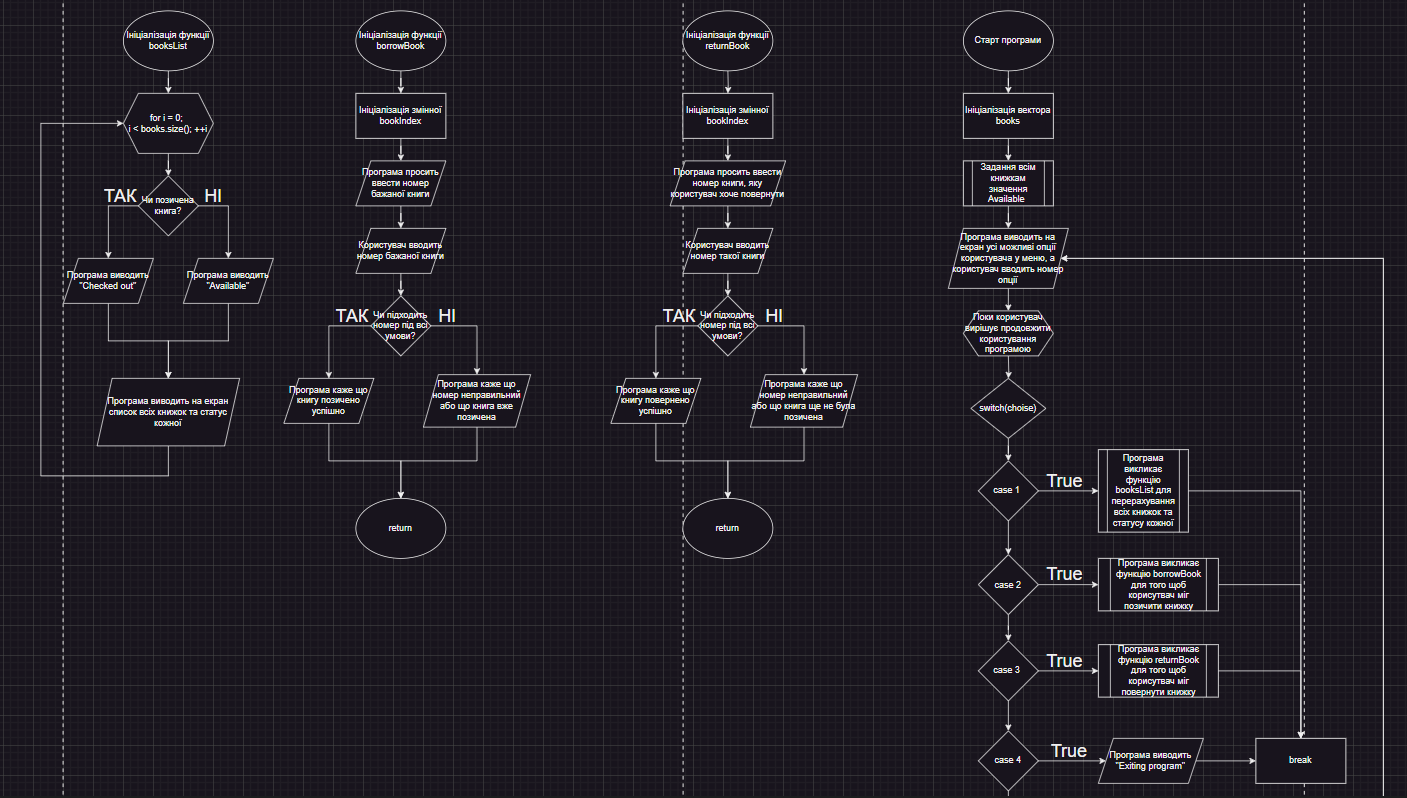 Ініціалізація функції
booksList
for i = 0;
i < books.size(); ++i
ТАК
НІ
Чи позичена
книга?
Програма виводить
"Checked out"
Програма виводить
"Available"
Програма виводить на екран
список всіх книжок та статус
кожної
Ініціалізація функції
borrowBook
Ініціалізація змінної
bookIndex
Програма просить
ввести номер
бажаної книги
Користувач вводить
номер бажаної книги
ТАК
НІ
Чи підходить
номер під всі
умови?
Програма каже що
книгу позичено
успішно
Програма каже що
номер неправильний
або що книга вже
позичена
return
Ініціалізація функції
returnBook
Ініціалізація змінної
bookIndex
Програма просить ввести
номер книги, яку
користувач хоче повернути
Користувач вводить
номер такої книги
ТАК
НІ
Чи підходить
номер під всі
умови?
Програма каже що
книгу повернено
успішно
Програма каже що
номер неправильний
або що книга ще не була
позичена
return
Старт програми
Ініціалізація вектора
books
Задання всім
книжкам
значення
Available
Програма виводить на
екран усі можливі опції
користувача у меню, а
користувач вводить номер
опції
Поки користувач
вирішує продовжити
користування
програмою
switch(choise)
case 1
True
Програма
викликає
функцію
booksList для
перерахування
всіх книжок та
статусу кожної
case 2
True
Програма викликає
функцію borrowBook
для того щоб
корисутвач міг
позичити книжку
case 3
True
Програма викликає
функцію returnBook
для того щоб
корисутвач міг
повернути книжку
case 4
True
Програма виводить
"Exiting program"
break